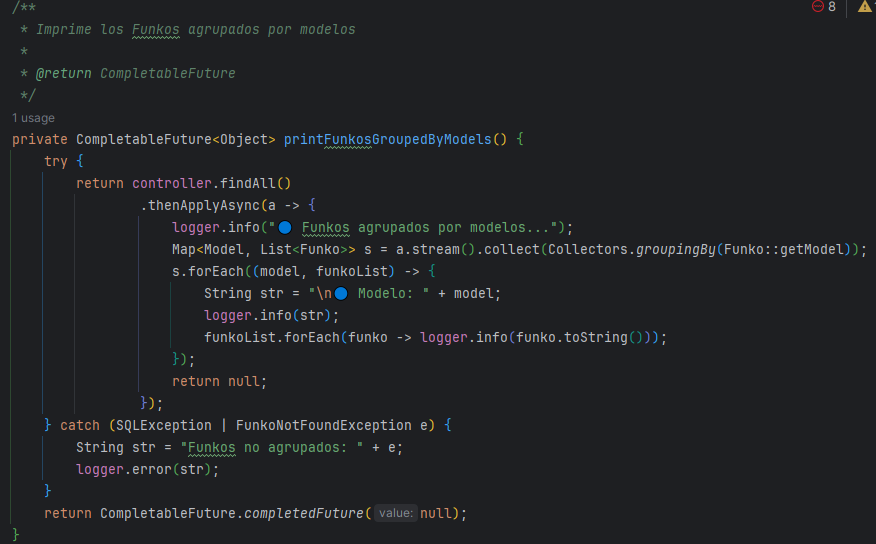 /**
 * Imprime los Funkos agrupados por modelos
 *
 * @return CompletableFuture
 */
8
1 usage
private CompletableFuture<Object> printFunkosGroupedByModels() {
    try {
        return controller.findAll()
                .thenApplyAsync(a -> {
                    logger.info("🔵 Funkos agrupados por modelos...");
                    Map<Model, List<Funko>> s = a.stream().collect(Collectors.groupingBy(Funko::getModel));
                    s.forEach((model, funkoList) -> {
                        String str = "\n🔵 Modelo: " + model;
                        logger.info(str);
                        funkoList.forEach(funko -> logger.info(funko.toString()));
                    });
                    return null;
                });
    } catch (SQLException | FunkoNotFoundException e) {
        String str = "Funkos no agrupados: " + e;
        logger.error(str);
    }
    return CompletableFuture.completedFuture( value: null);
}